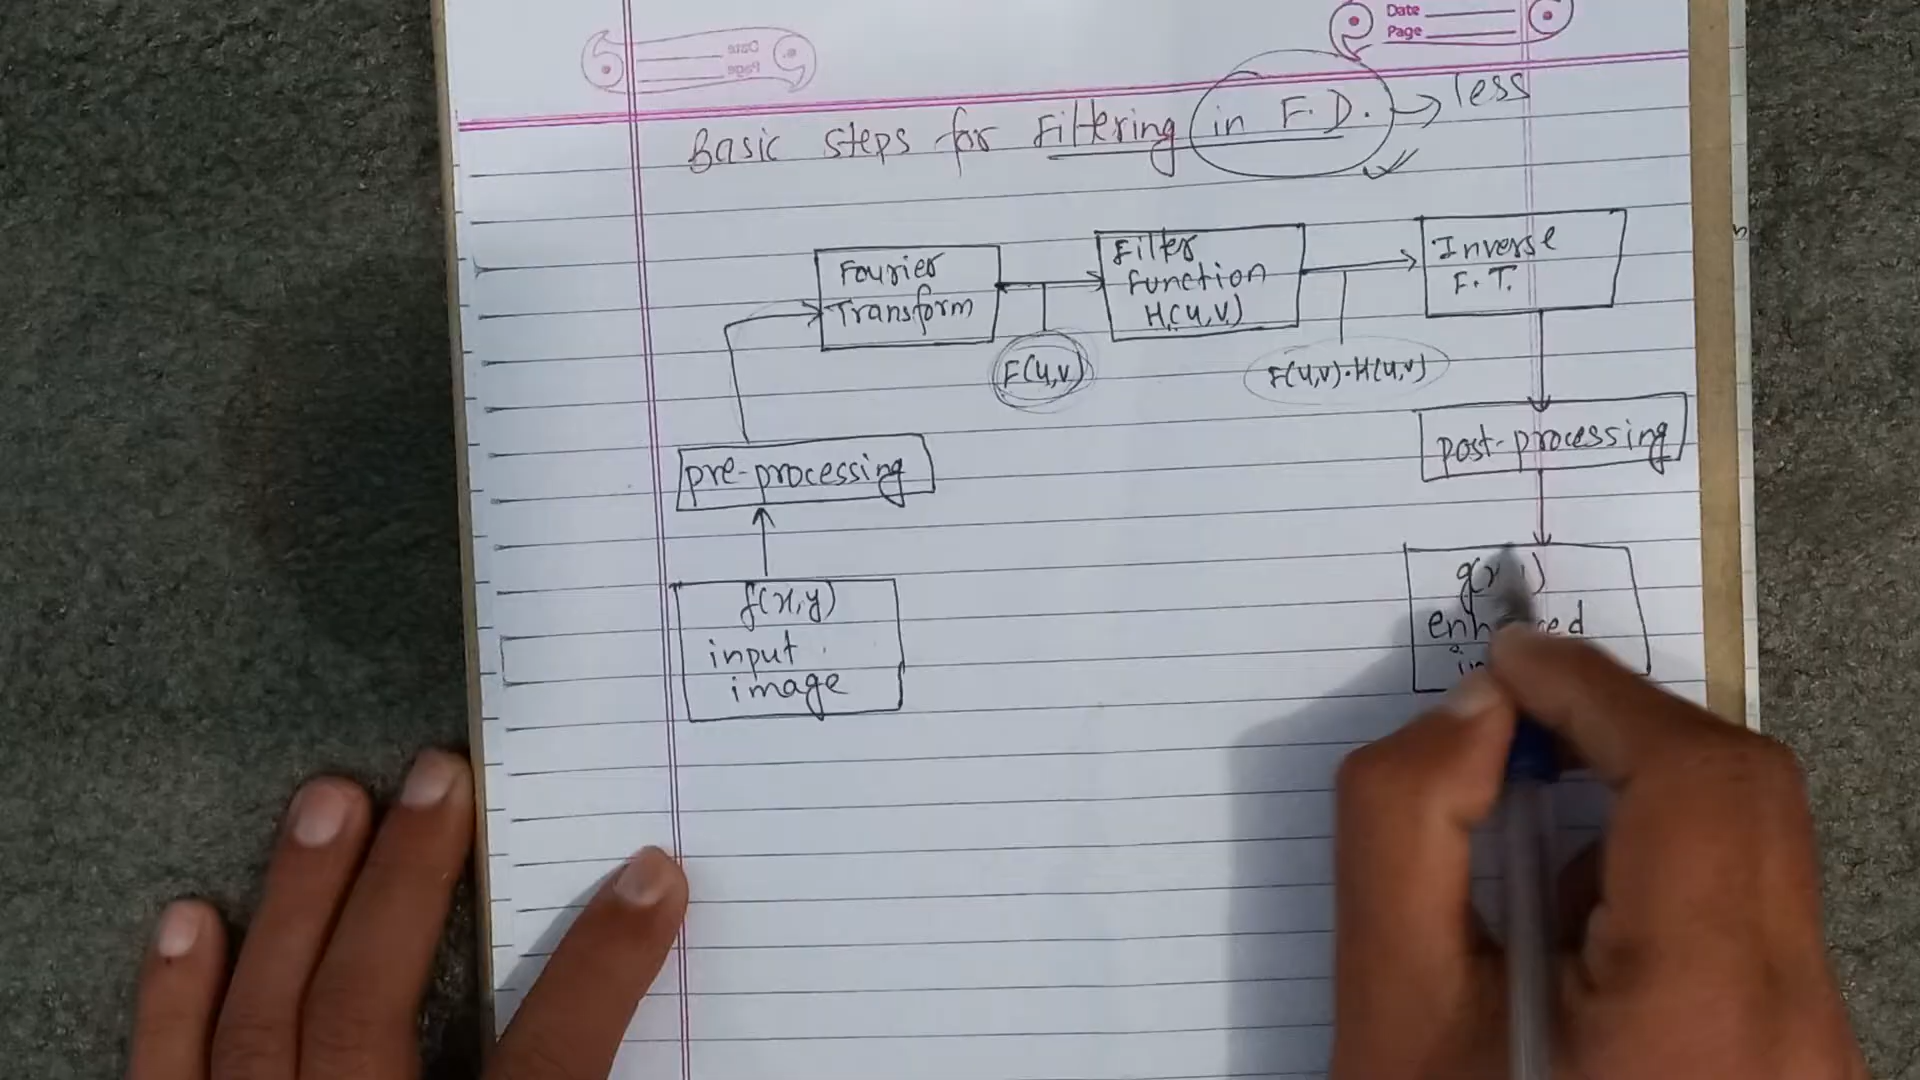 Date
Page
Basic steps for Filtering in F.D. → less
Fourier
Transform
Filter
Function
H(u,v)
Inverse
F.T.
F(u,v)
F(u,v)·H(u,v)
pre-processing
post-processing
f(x,y)
input
image